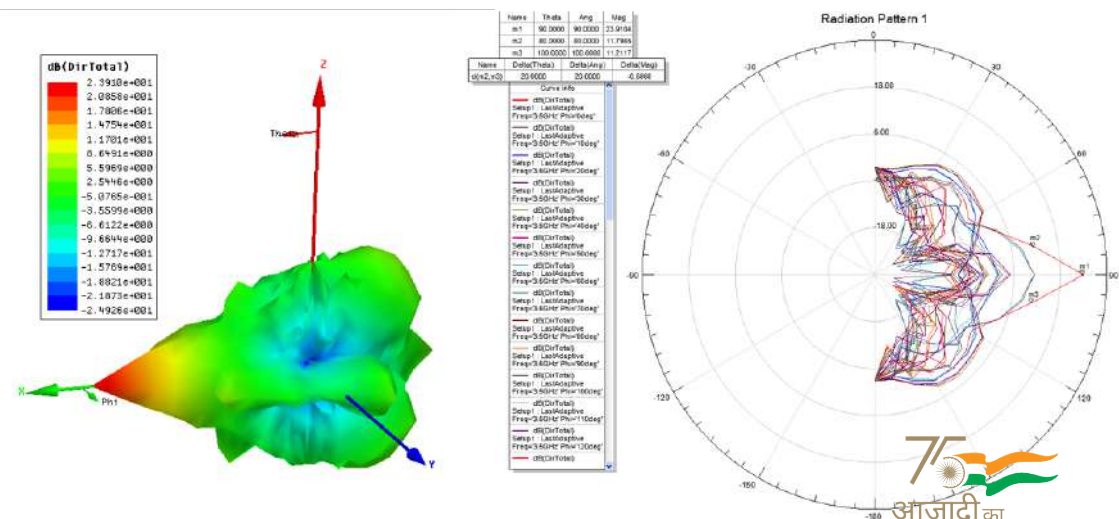 dB(DirTotal)
2.3910e+001
2.0858e+001
1.7806e+001
1.4754e+001
1.1701e+001
8.6491e+000
5.5969e+000
2.5446e+000
-5.0765e-001
-3.5599e+000
-6.6122e+000
-9.6644e+000
-1.2717e+001
-1.5769e+001
-1.8821e+001
-2.1873e+001
-2.4926e+001
Z
X
Phi
Y
Name Theta Ang Mag
m1 90.0000 90.0000 23.9104
m2 80.0000 80.0000
m3 100.0000 100.0000 11.2117
Name Delta(Theta) Delta(Ang) Delta(Mag)
d(m2,m3) 20.0000 20.0000
Curve Info
dB(DirTotal)
Setup1 : LastAdaptive
Freq='3.5GHz' Phi='0deg'
dB(DirTotal)
Setup1 : LastAdaptive
Freq='3.5GHz' Phi='10deg'
dB(DirTotal)
Setup1 : LastAdaptive
Freq='3.5GHz' Phi='20deg'
dB(DirTotal)
Setup1 : LastAdaptive
Freq='3.5GHz' Phi='30deg'
dB(DirTotal)
Setup1 : LastAdaptive
Freq='3.5GHz' Phi='40deg'
dB(DirTotal)
Setup1 : LastAdaptive
Freq='3.5GHz' Phi='50deg'
dB(DirTotal)
Setup1 : LastAdaptive
Freq='3.5GHz' Phi='60deg'
dB(DirTotal)
Setup1 : LastAdaptive
Freq='3.5GHz' Phi='70deg'
dB(DirTotal)
Setup1 : LastAdaptive
Freq='3.5GHz' Phi='80deg'
dB(DirTotal)
Setup1 : LastAdaptive
Freq='3.5GHz' Phi='90deg'
dB(DirTotal)
Setup1 : LastAdaptive
Freq='3.5GHz' Phi='100deg'
dB(DirTotal)
Setup1 : LastAdaptive
Freq='3.5GHz' Phi='110deg'
dB(DirTotal)
Setup1 : LastAdaptive
Freq='3.5GHz' Phi='120deg'
dB(DirTotal)
Radiation Pattern 1
0
-30
30
18.00
-60
60
6.00
-18.00
m2
-90
m1
90
m3
120
-150
-180
75
आज़ादी का